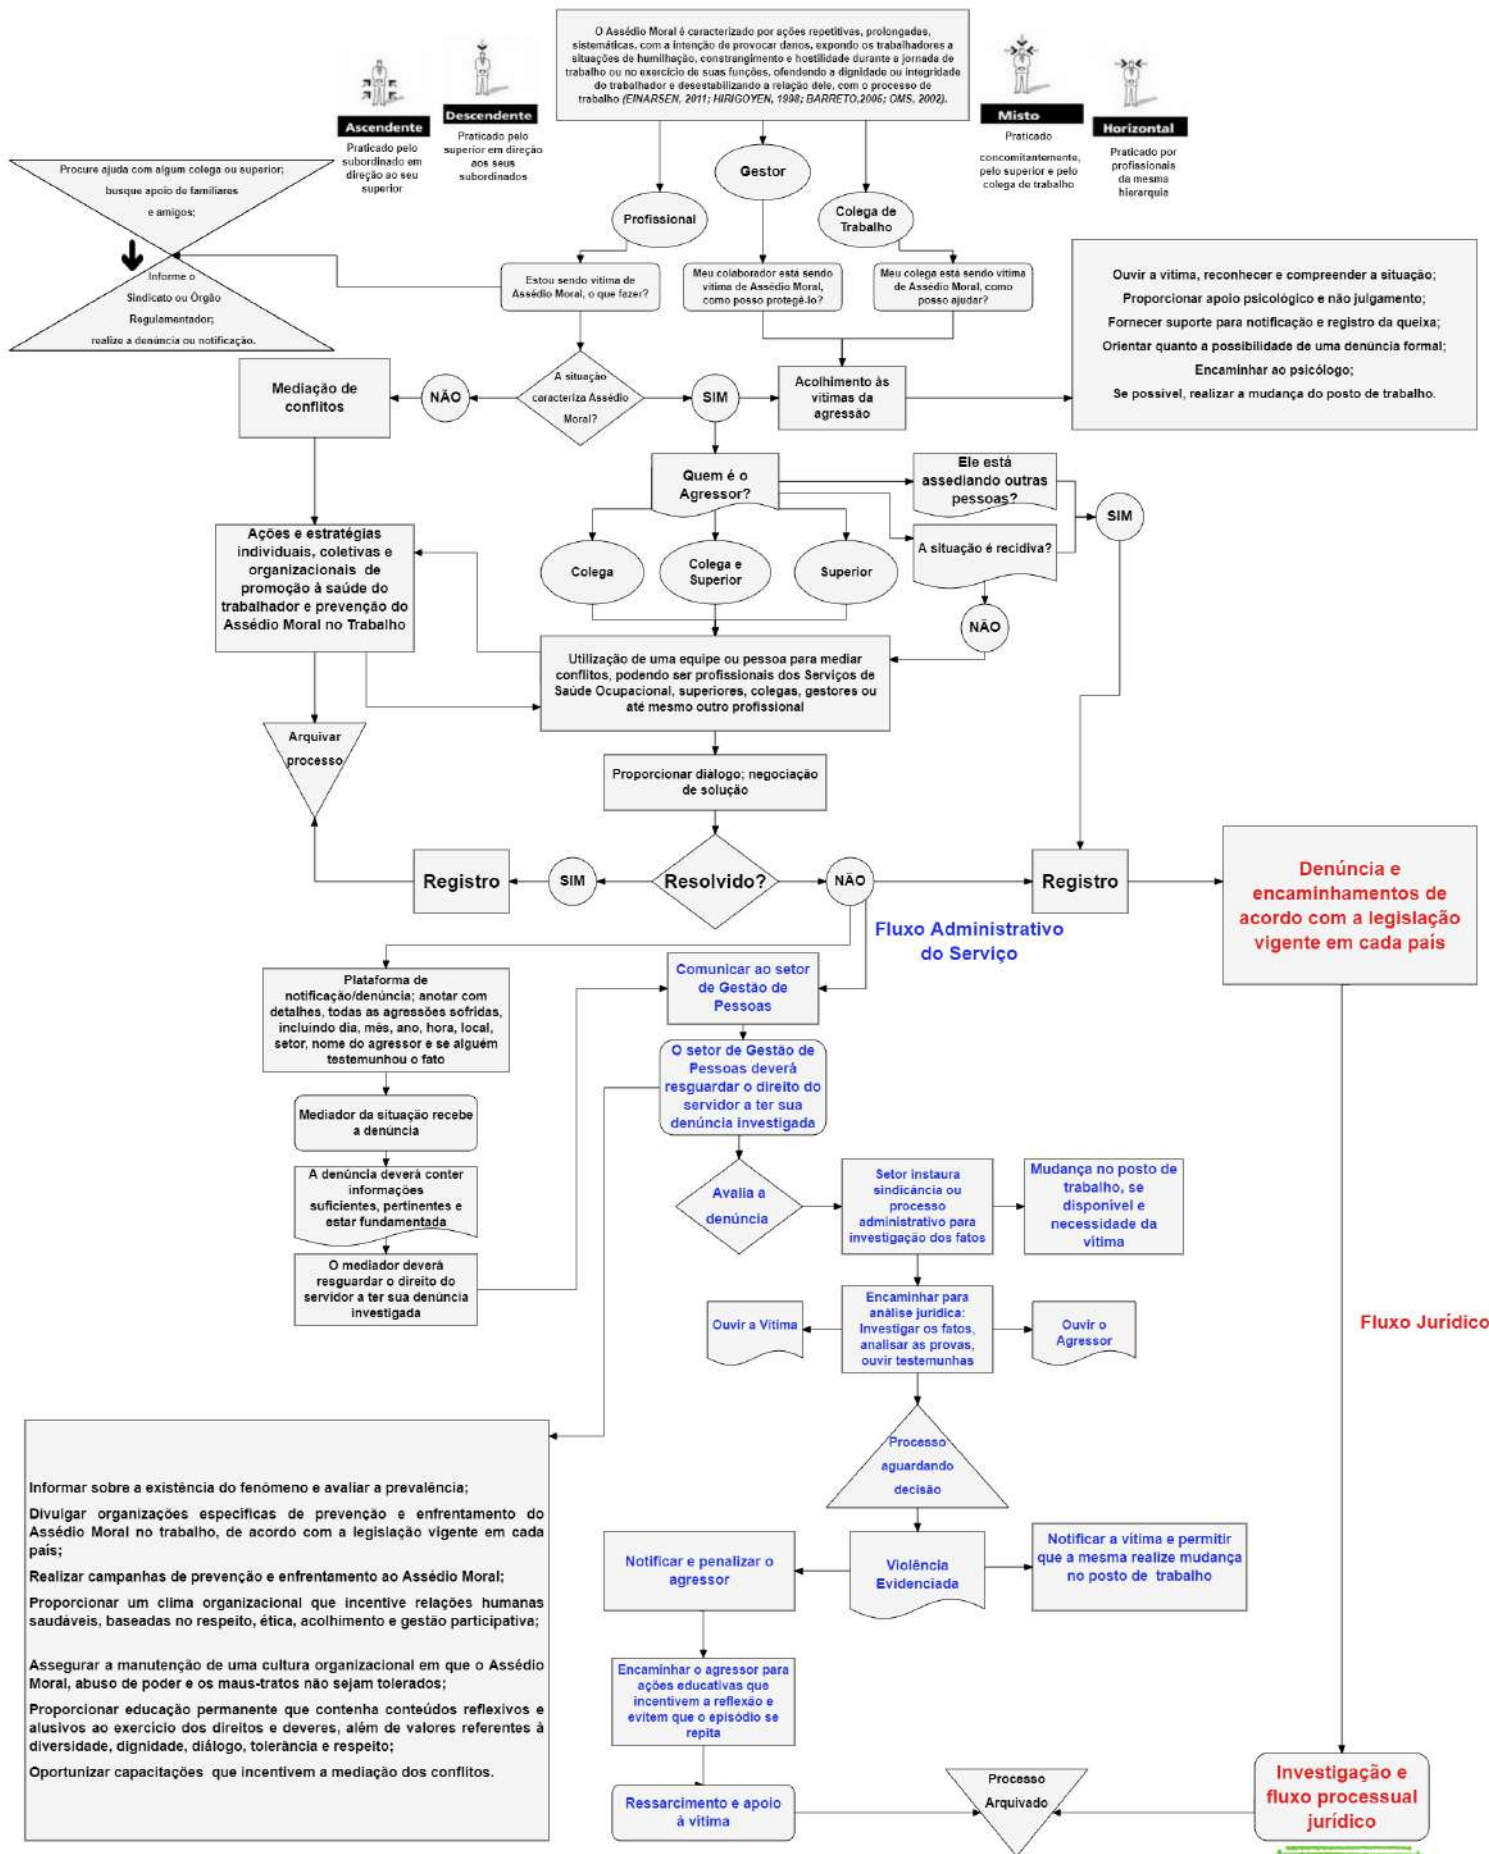 O Assédio Moral é caracterizado por ações repetitivas, prolongadas,
sistemáticas, com a intenção de provocar danos, expondo os trabalhadores a
situações de humilhação, constrangimento e hostilidade durante a jornada de
trabalho ou no exercício de suas funções, ofendendo a dignidade ou integridade
do trabalhador e desestabilizando a relação dele, com o processo de
trabalho (EINARSEN, 2011; HIRIGOYEN, 1998; BARRETO,2005; OMS, 2002).
Ascendente
Praticado pelo
subordinado em
direção ao seu
superior
Descendente
Praticado pelo
superior em direção
aos seus
subordinados
Misto
Praticado
concomitantemente,
pelo superior e pelo
colega de trabalho
Horizontal
Praticado por
profissionais
da mesma
hierarquia
Procure ajuda com algum colega ou superior;
busque apoio de familiares
e amigos;
Informe o
Sindicato ou Órgão
Regulamentador;
realize a denúncia ou notificação.
Profissional
Gestor
Colega de
Trabalho
Estou sendo vítima de
Assédio Moral, o que fazer?
Meu colaborador está sendo
vítima de Assédio Moral,
como posso protegê-lo?
Meu colega está sendo vítima
de Assédio Moral, como
posso ajudar?
Ouvir a vítima, reconhecer e compreender a situação;
Proporcionar apoio psicológico e não julgamento;
Fornecer suporte para notificação e registro da queixa;
Orientar quanto a possibilidade de uma denúncia formal;
Encaminhar ao psicólogo;
Se possível, realizar a mudança do posto de trabalho.
Mediação de
conflitos
NÃO
A situação
caracteriza Assédio
Moral?
SIM
Acolhimento às
vítimas da
agressão
Quem é o
Agressor?
Ele está
assediando outras
pessoas?
SIM
A situação é recidiva?
NÃO
Colega
Colega e
Superior
Superior
Ações e estratégias
individuais, coletivas e
organizacionais de
promoção à saúde do
trabalhador e prevenção do
Assédio Moral no Trabalho
Utilização de uma equipe ou pessoa para mediar
conflitos, podendo ser profissionais dos Serviços de
Saúde Ocupacional, superiores, colegas, gestores ou
até mesmo outro profissional
Arquivar
processo
Proporcionar diálogo; negociação
de solução
Registro
SIM
Resolvido?
NÃO
Registro
Denúncia e
encaminhamentos de
acordo com a legislação
vigente em cada país
Fluxo Administrativo
do Serviço
Plataforma de
notificação/denúncia; anotar com
detalhes, todas as agressões sofridas,
incluindo dia, mês, ano, hora, local,
setor, nome do agressor e se alguém
testemunhou o fato
Comunicar ao setor
de Gestão de
Pessoas
O setor de Gestão de
Pessoas deverá
resguardar o direito do
servidor a ter sua
denúncia investigada
Mediador da situação recebe
a denúncia
A denúncia deverá conter
informações
suficientes, pertinentes e
estar fundamentada
O mediador deverá
resguardar o direito do
servidor a ter sua denúncia
investigada
Avalia a
denúncia
Setor instaura
sindicância ou
processo
administrativo para
investigação dos fatos
Mudança no posto de
trabalho, se
disponível e
necessidade da
vítima
Ouvir a Vítima
Encaminhar para
análise jurídica:
Investigar os fatos,
analisar as provas,
ouvir testemunhas
Ouvir o
Agressor
Fluxo Jurídico
Processo
aguardando
decisão
Notificar e penalizar o
agressor
Violência
Evidenciada
Notificar a vítima e permitir
que a mesma realize mudança
no posto de trabalho
Informar sobre a existência do fenômeno e avaliar a prevalência;
Divulgar organizações específicas de prevenção e enfrentamento do
Assédio Moral no trabalho, de acordo com a legislação vigente em cada
país;
Realizar campanhas de prevenção e enfrentamento ao Assédio Moral;
Proporcionar um clima organizacional que incentive relações humanas
saudáveis, baseadas no respeito, ética, acolhimento e gestão participativa;
Assegurar a manutenção de uma cultura organizacional em que o Assédio
Moral, abuso de poder e os maus-tratos não sejam tolerados;
Proporcionar educação permanente que contenha conteúdos reflexivos e
alusivos ao exercício dos direitos e deveres, além de valores referentes à
diversidade, dignidade, diálogo, tolerância e respeito;
Oportunizar capacitações que incentivem a mediação dos conflitos.
Encaminhar o agressor para
ações educativas que
incentivem a reflexão e
evitem que o episódio se
repita
Ressarcimento e apoio
à vítima
Processo
Arquivado
Investigação e
fluxo processual
jurídico